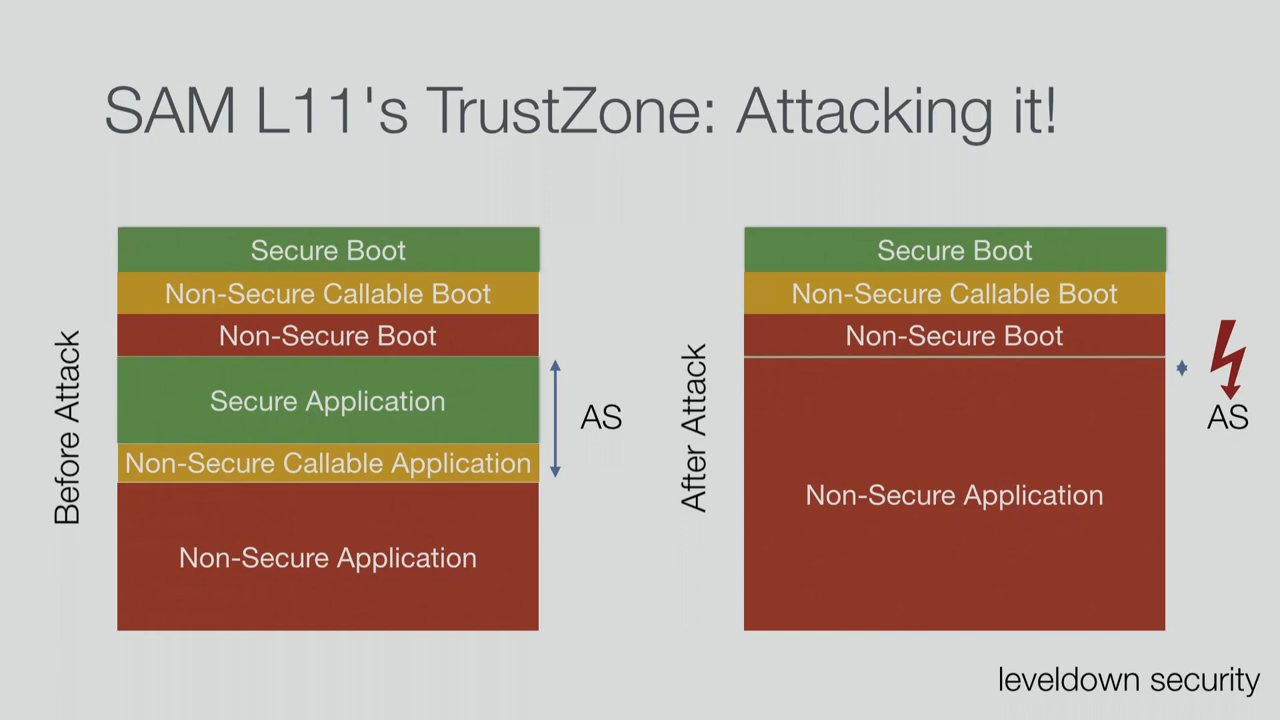 SAM L11's TrustZone: Attacking it!
Before Attack
Secure Boot
Non-Secure Callable Boot
Non-Secure Boot
Secure Application
Non-Secure Callable Application
Non-Secure Application
AS
After Attack
Secure Boot
Non-Secure Callable Boot
Non-Secure Boot
Non-Secure Application
AS
leveldown security